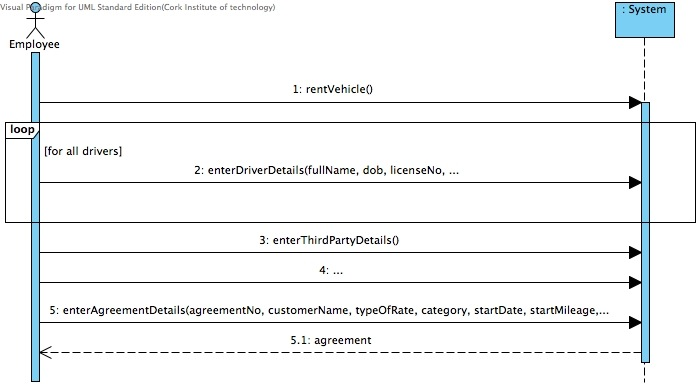 Visual Paradigm for UML Standard Edition(Cork Institute of technology)
: System
Employee
1: rentVehicle()
loop
[for all drivers]
2: enterDriverDetails(fullName, dob, licenseNo, ...
3: enterThirdPartyDetails()
4: ...
5: enterAgreementDetails(agreementNo, customerName, typeOfRate, category, startDate, startMileage,...
5.1: agreement